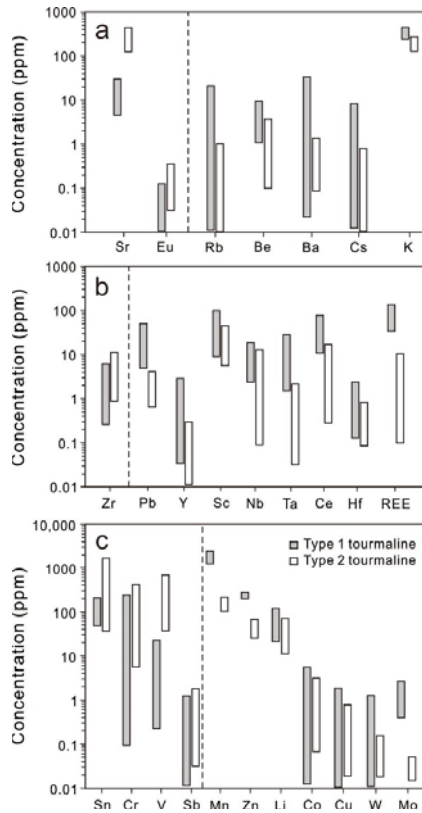 a
Concentration (ppm)
1000
100
10
1
0.1
0.01
Sr Eu Rb Be Ba Cs K
b
Concentration (ppm)
1000
100
10
1
0.1
0.01
Zr Pb Y Sc Nb Ta Ce Hf REE
c
Concentration (ppm)
10,000
1000
100
10
1
0.1
0.01
Type 1 tourmaline
Type 2 tourmaline
Sn Cr V Sb Mn Zn Li Co Cu W Mo